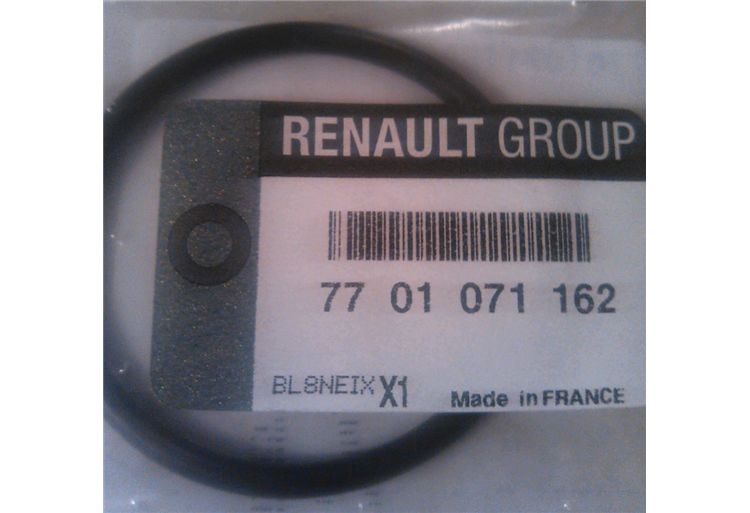 RENAULT GROUP
77 01 071 162
BL8NEIX X1 Made in FRANCE